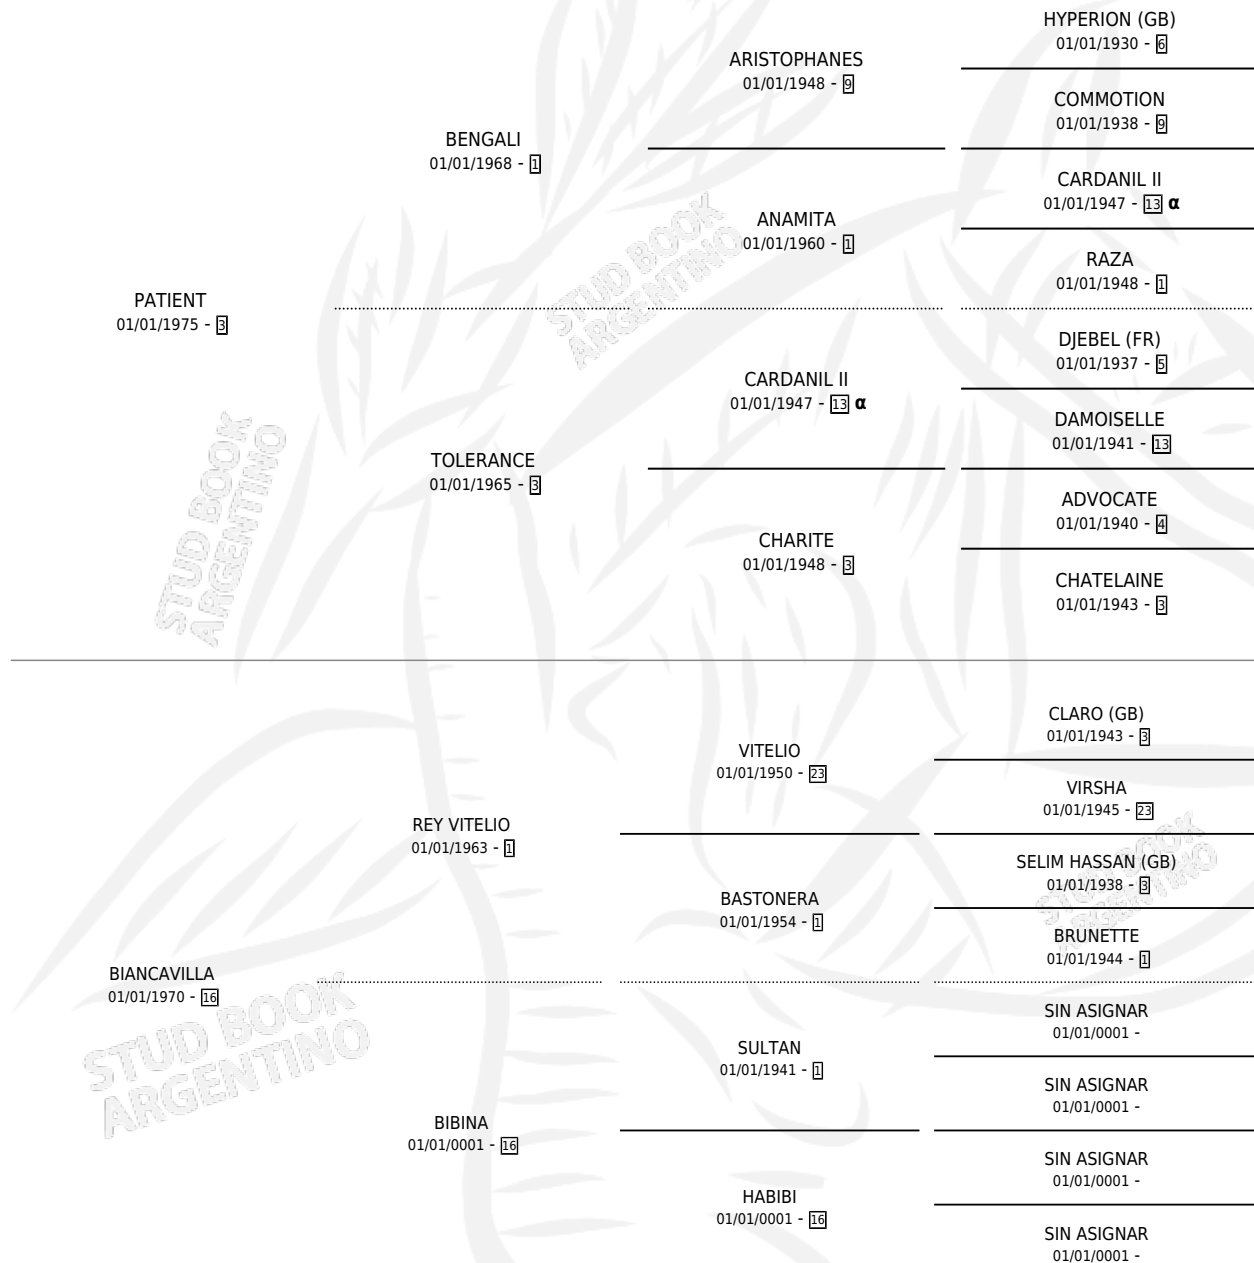 HYPERION (GB)
01/01/1930 - 6
ARISTOPHANES
01/01/1948 - 9
COMMOTION
01/01/1938 - 9
BENGALI
01/01/1968 - 1
CARDANIL II
01/01/1947 - 13 α
ANAMITA
01/01/1960 - 1
RAZA
01/01/1948 - 1
PATIENT
01/01/1975 - 3
DJEBEL (FR)
01/01/1937 - 5
CARDANIL II
01/01/1947 - 13 α
DAMOISELLE
01/01/1941 - 13
TOLERANCE
01/01/1965 - 3
ADVOCATE
01/01/1940 - 4
CHARITE
01/01/1948 - 3
CHATELAINE
01/01/1943 - 3
CLARO (GB)
01/01/1943 - 3
VITELIO
01/01/1950 - 23
VIRSHA
01/01/1945 - 23
REY VITELIO
01/01/1963 - 1
SELIM HASSAN (GB)
01/01/1938 - 3
BASTONERA
01/01/1954 - 1
BRUNETTE
01/01/1944 - 1
BIANCAVILLA
01/01/1970 - 16
SIN ASIGNAR
01/01/0001 -
SULTAN
01/01/1941 - 1
SIN ASIGNAR
01/01/0001 -
BIBINA
01/01/0001 - 16
SIN ASIGNAR
01/01/0001 -
HABIBI
01/01/0001 - 16
SIN ASIGNAR
01/01/0001 -
STUD BOOK
ARGENTINO
STUD BOOK
ARGENTINO
STUD BOOK
ARGENTINO
STUD BOOK
ARGENTINO